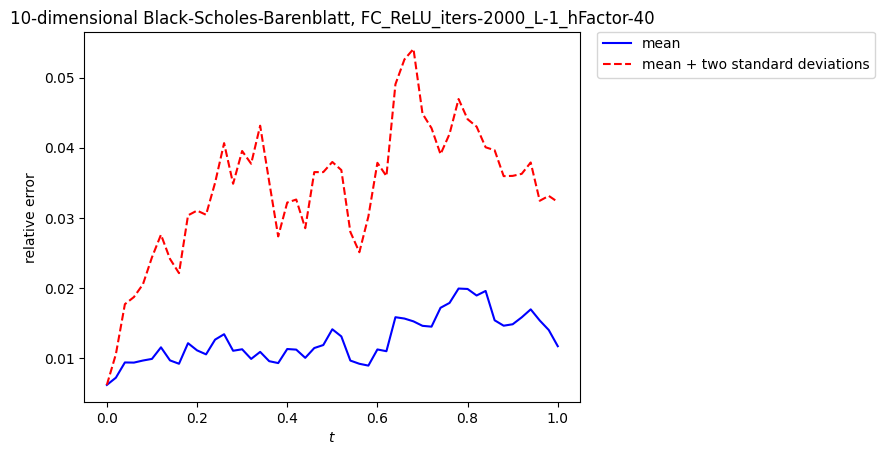 10-dimensional Black-Scholes-Barenblatt, FC_ReLU_iters-2000_L-1_hFactor-40
mean
mean + two standard deviations
relative error
0.05
0.04
0.03
0.02
0.01
0.0 0.2 0.4 0.6 0.8 1.0
t